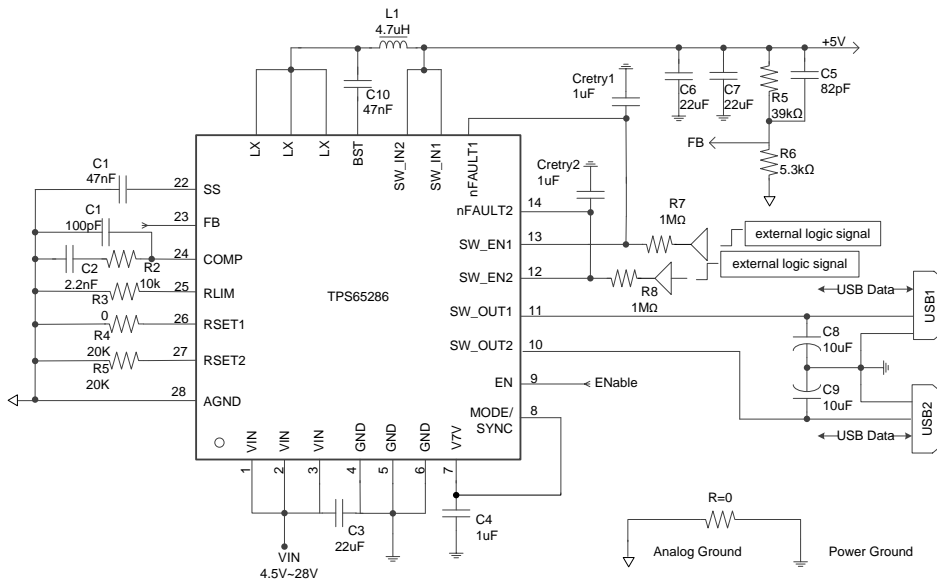 L1
4.7uH
+5V
C10
47nF
Cretry1
1uF
C6
22uF
C7
22uF
R5
39kΩ
C5
82pF
FB
R6
5.3kΩ
LX
LX
LX
BST
SW_IN2
SW_IN1
nFAULT1
C1
47nF
22
SS
Cretry2
1uF
C1
100pF
23
FB
nFAULT2
14
R7
1MΩ
external logic signal
C2
2.2nF
R2
10k
24
COMP
SW_EN1
13
external logic signal
R3
0
25
RLIM
TPS65286
SW_EN2
12
R8
1MΩ
USB Data
USB1
R4
20K
26
RSET1
SW_OUT1
11
C8
10uF
R5
20K
27
RSET2
SW_OUT2
10
28
AGND
EN
9
ENable
C9
10uF
MODE/
SYNC
8
USB2
USB Data
VIN
VIN
VIN
GND
GND
GND
V7V
1
2
3
4
5
6
7
C3
22uF
C4
1uF
VIN
4.5V~28V
R=0
Analog Ground
Power Ground